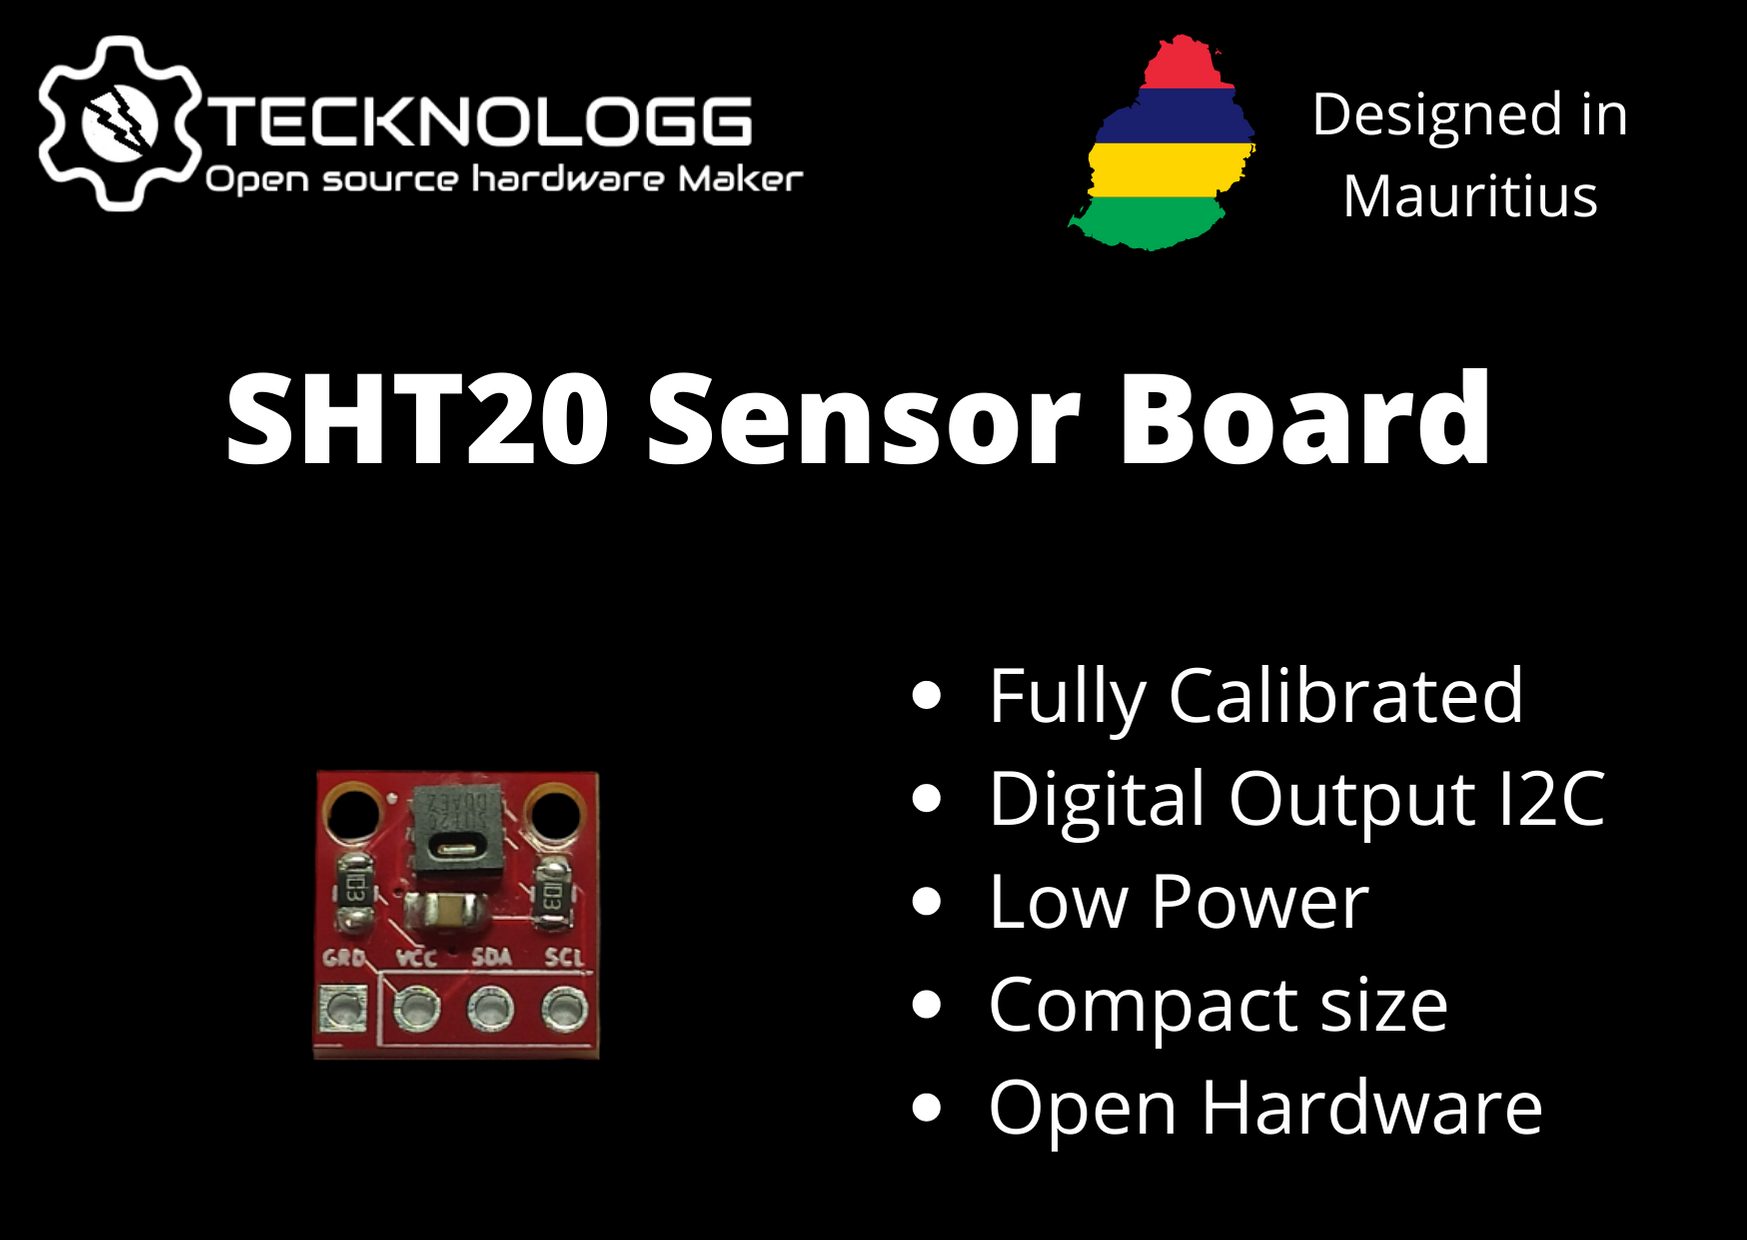 TECKNOLOGG
Open source hardware Maker
Designed in
Mauritius
SHT20 Sensor Board
• Fully Calibrated
• Digital Output I2C
• Low Power
• Compact size
• Open Hardware
SHT20
103
103
GRD VCC SDA SCL